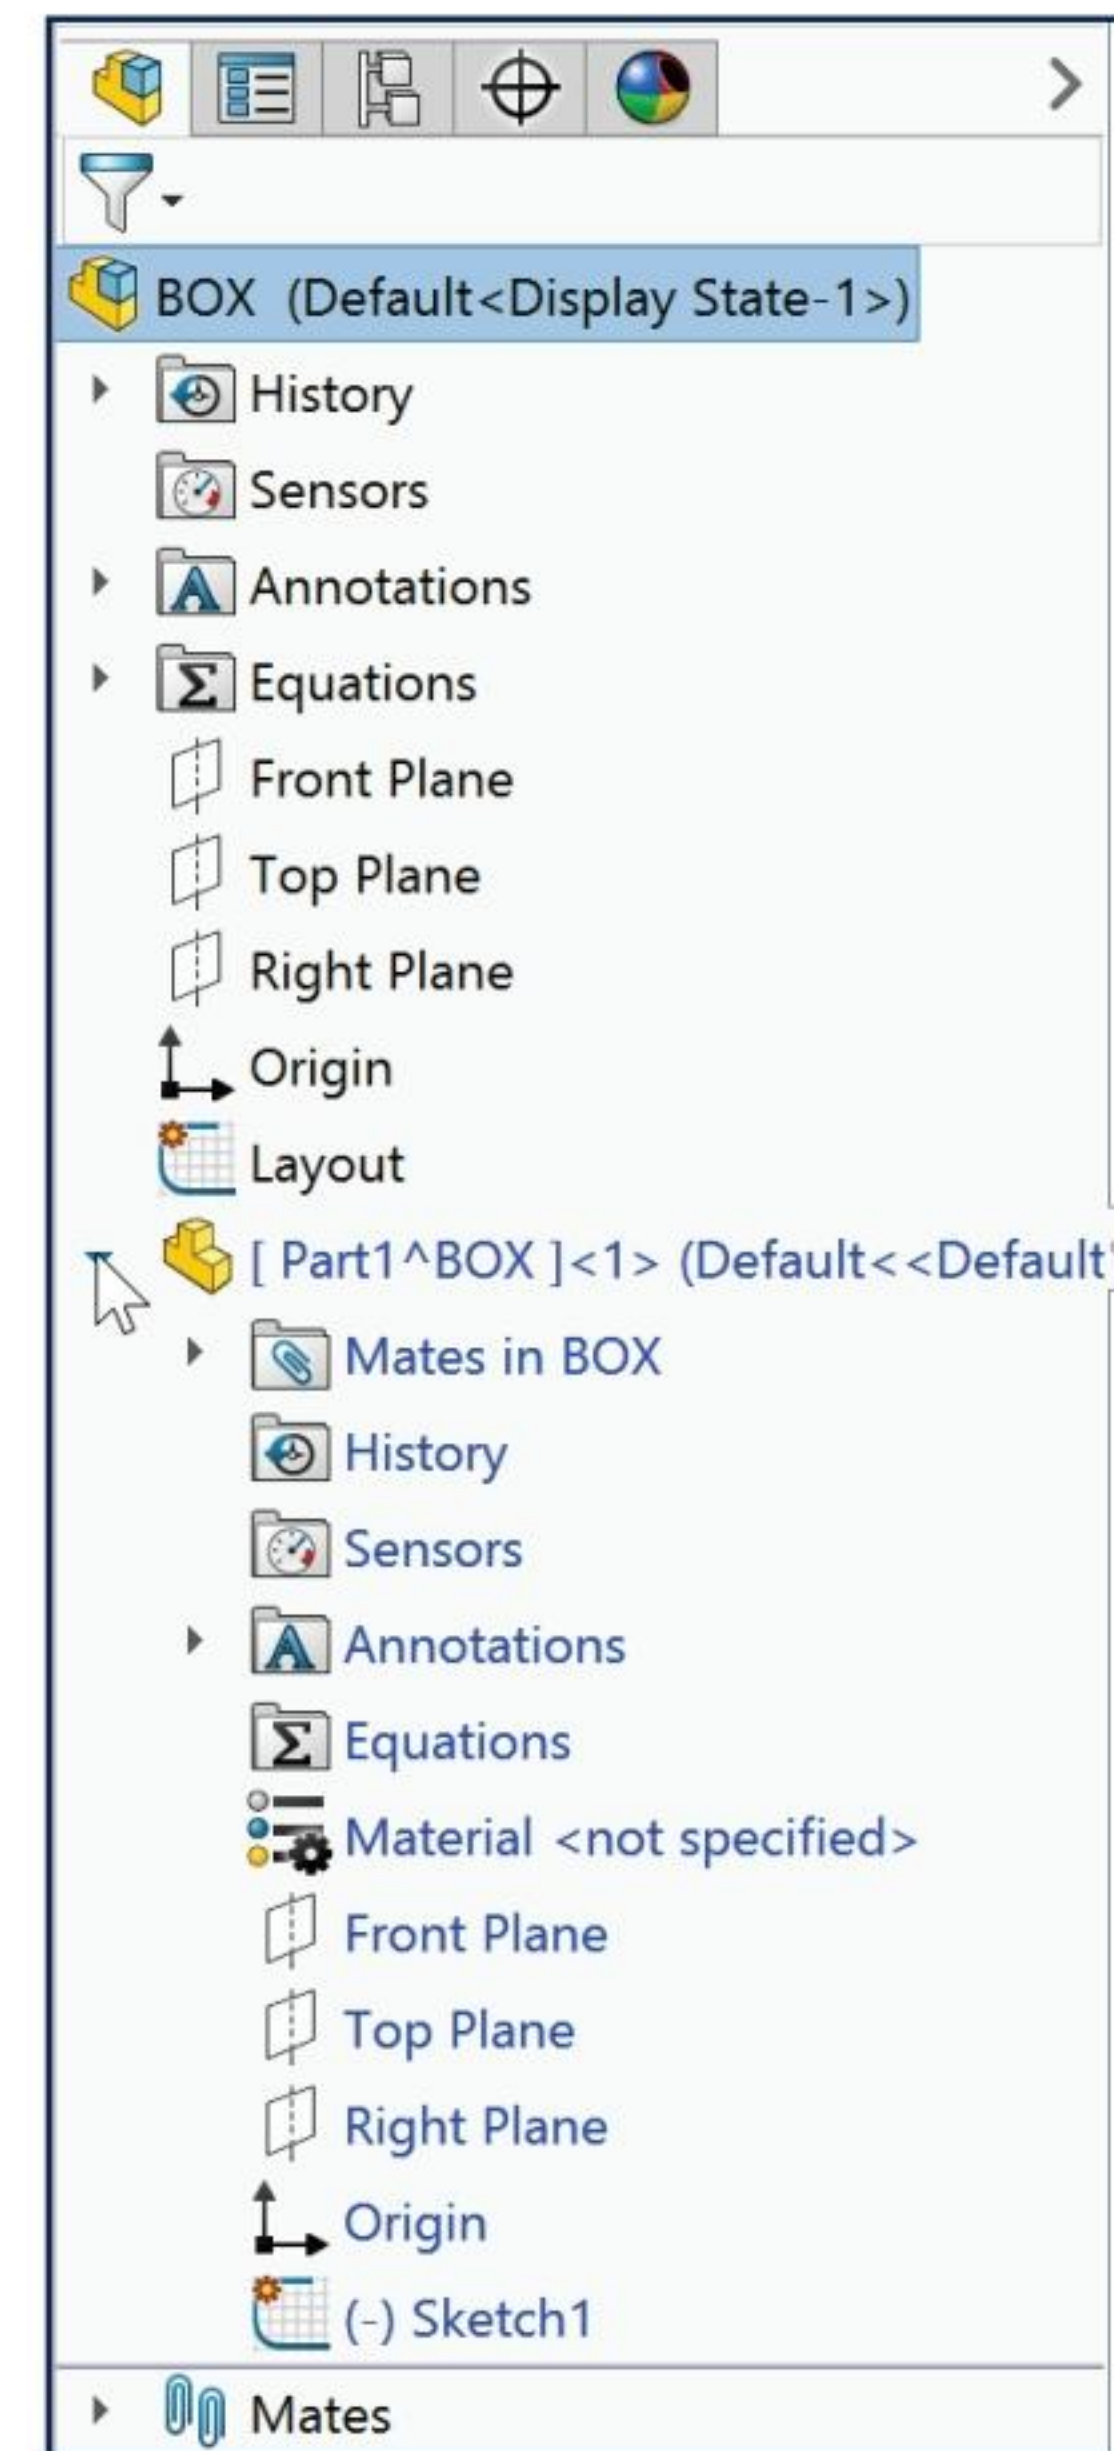 BOX (Default<Display State-1>)
History
Sensors
Annotations
Equations
Front Plane
Top Plane
Right Plane
Origin
Layout
[ Part1^BOX ]<1> (Default<<Default
Mates in BOX
History
Sensors
Annotations
Equations
Material <not specified>
Front Plane
Top Plane
Right Plane
Origin
(-) Sketch1
Mates